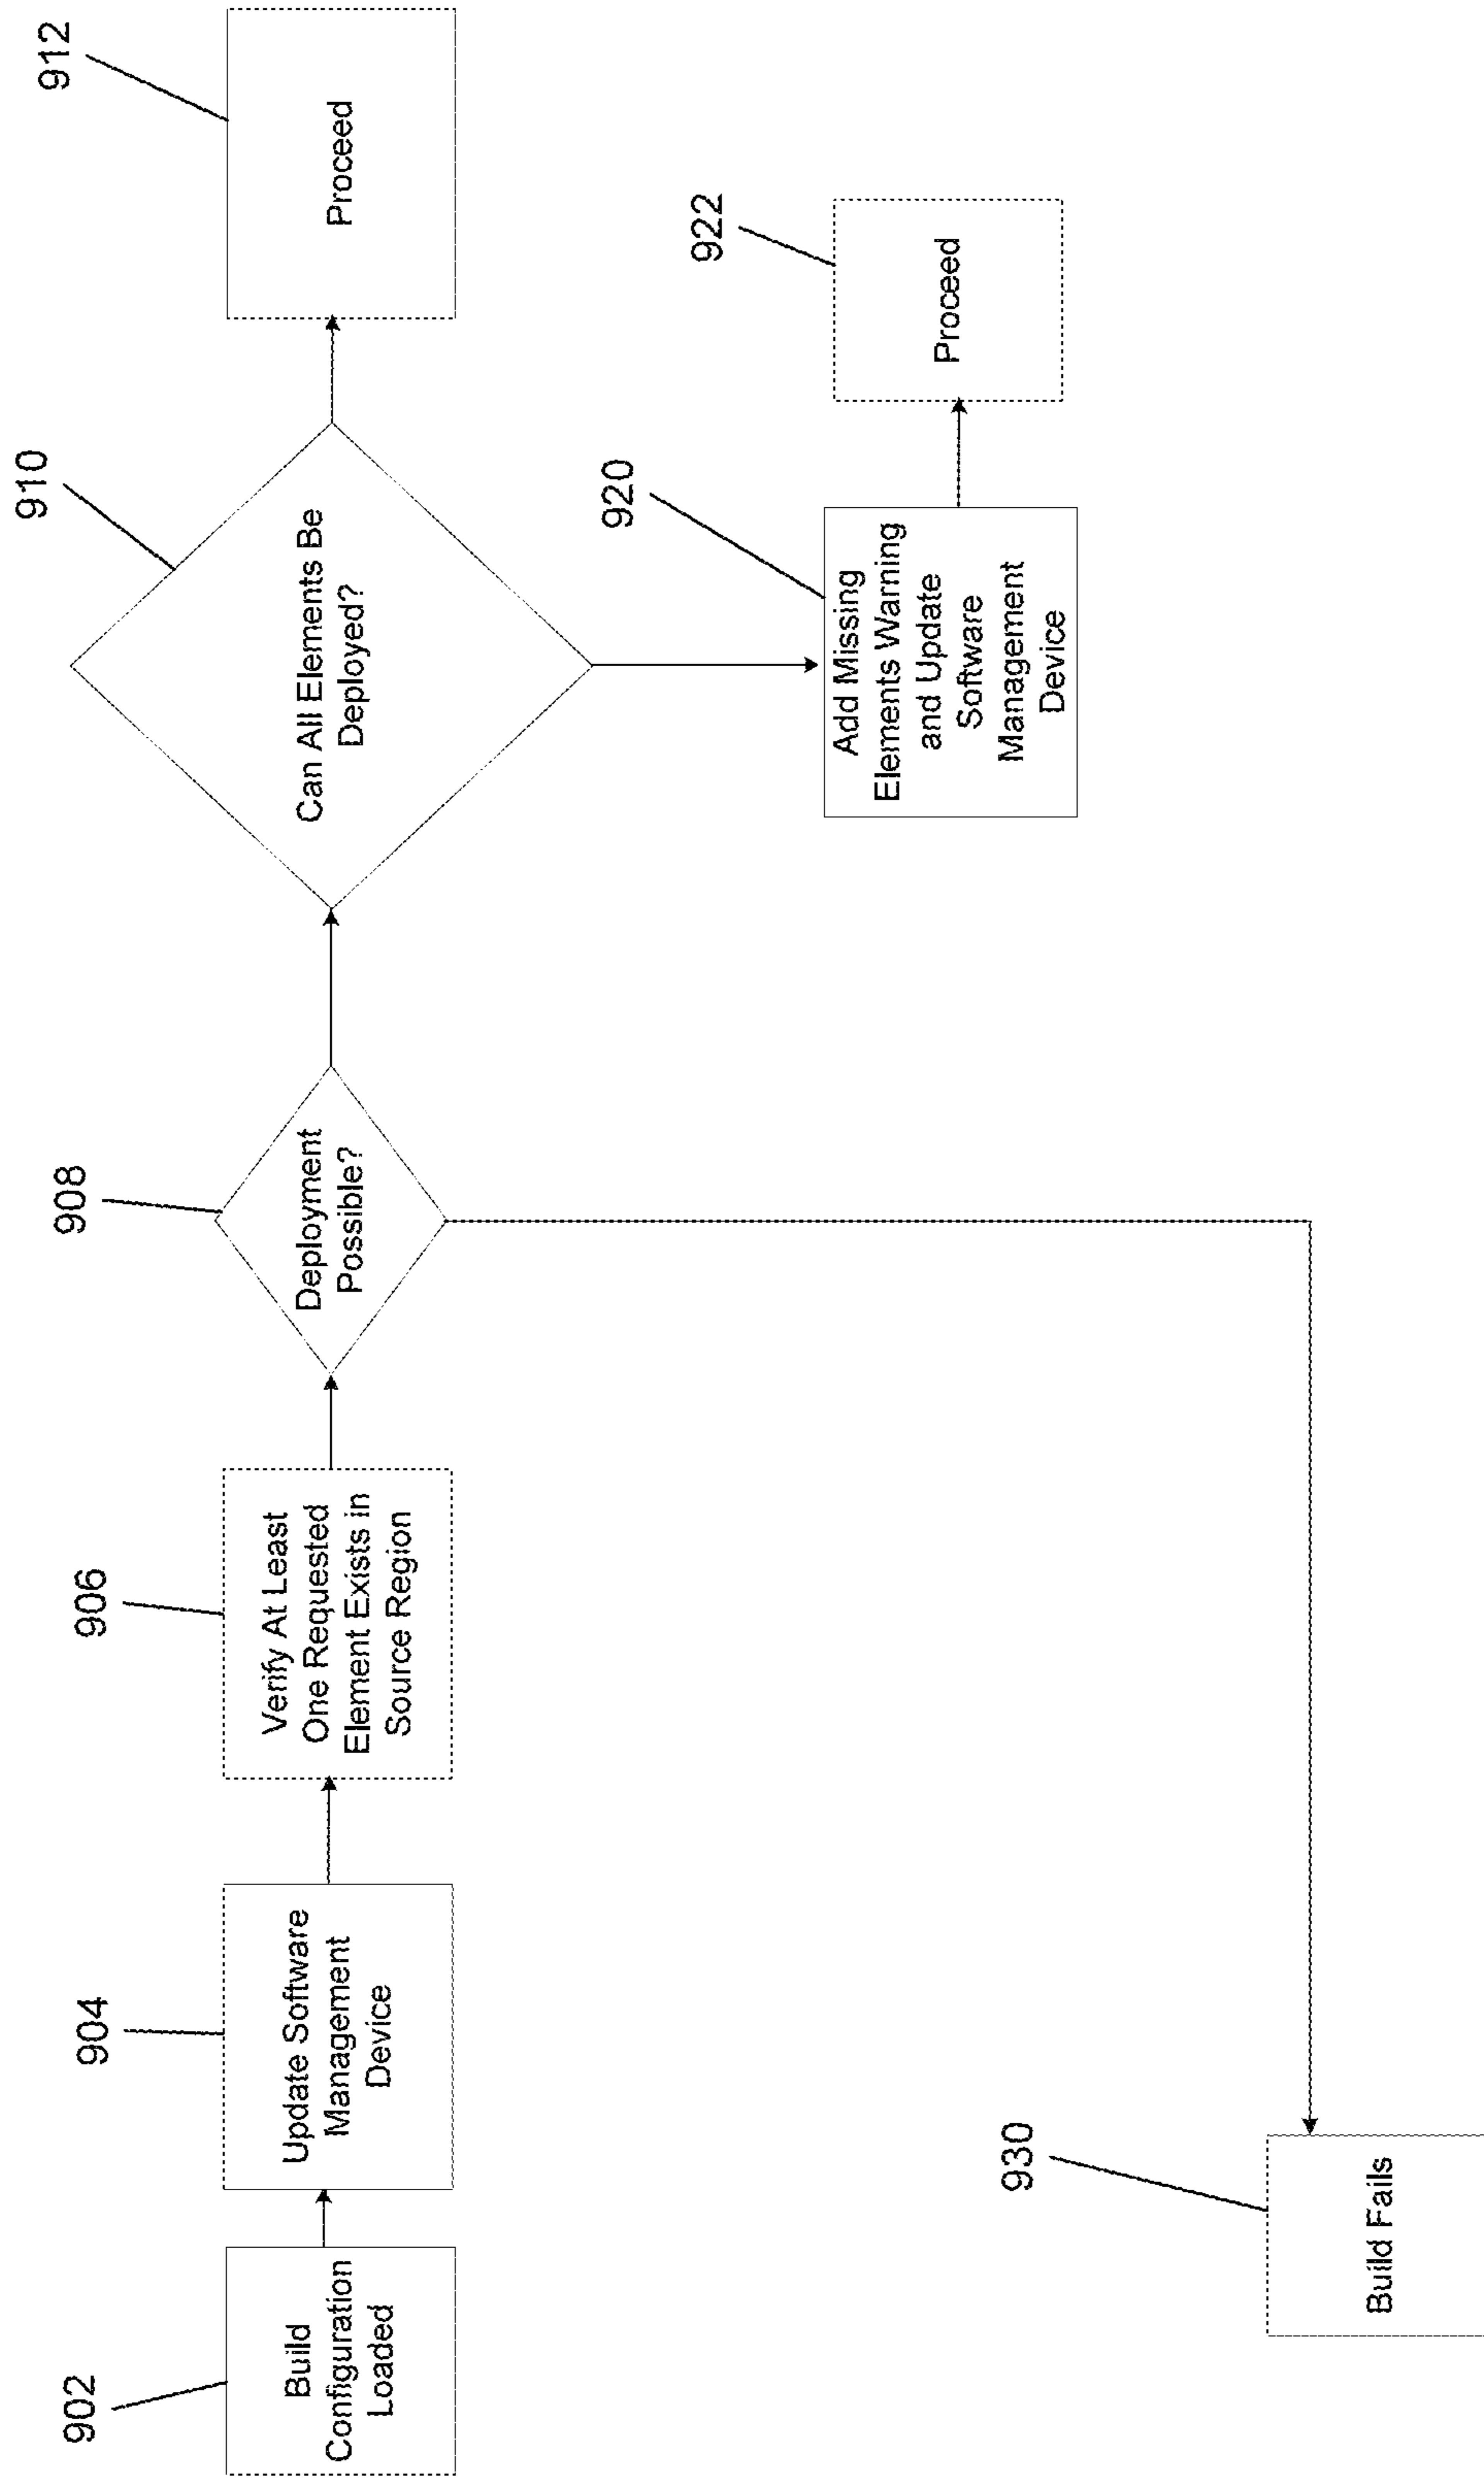 902
Build
Configuration
Loaded
904
Update Software
Management
Device
906
Verify At Least
One Requested
Element Exists in
Source Region
908
Deployment
Possible?
910
Can All Elements Be
Deployed?
912
Proceed
920
Add Missing
Elements Warning
and Update
Software
Management
Device
922
Proceed
930
Build Fails